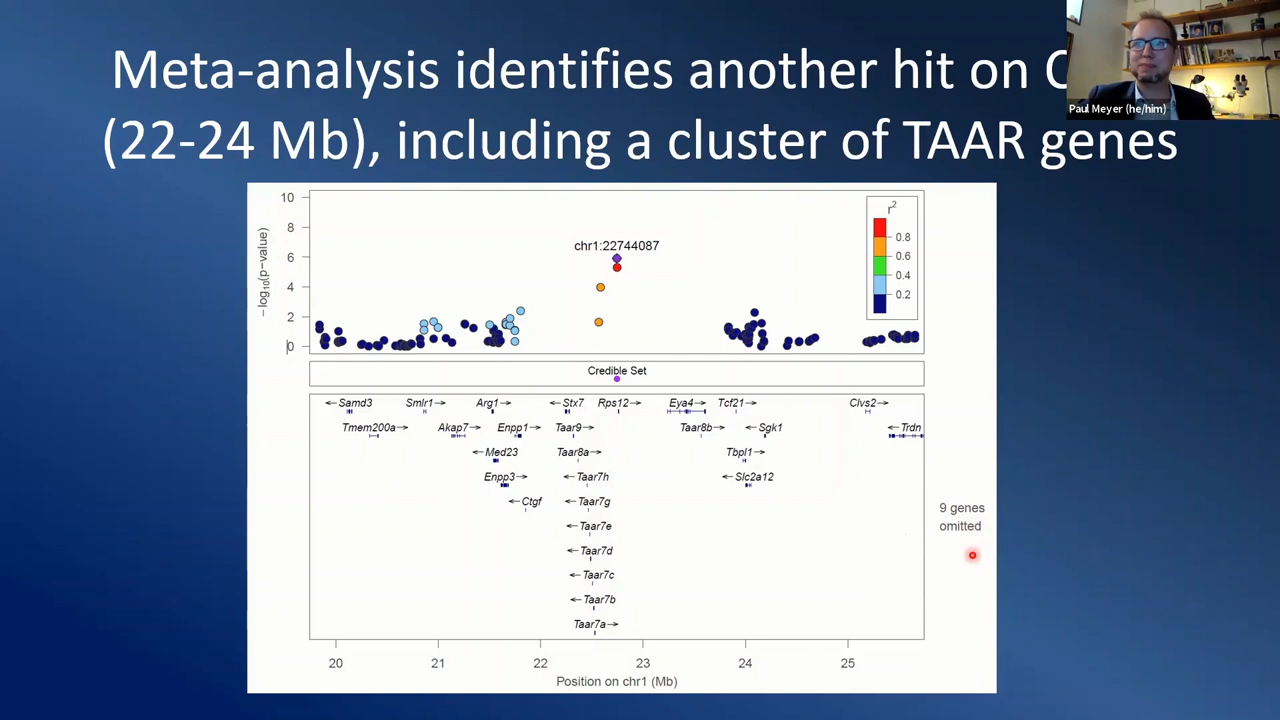 Meta-analysis identifies another hit on
(22-24 Mb), including a cluster of TAAR genes
Paul Meyer (he/him)
10
8
6
4
2
0
−log10(p−value)
chr1:22744087
r2
0.8
0.6
0.4
0.2
Credible Set
←Samd3 Smlr1→ Arg1→ ←Stx7 Rps12→ Eya4→ Tcf21→ Clvs2→
Tmem200a→ Akap7← Enpp1→ Taar9→ Taar8b→ ←Sgk1 ←Trdn
←Med23 Taar8a→ Tbpl1→
Enpp3→ ←Taar7h ←Slc2a12
←Ctgf ←Taar7g
←Taar7e
←Taar7d
←Taar7c
←Taar7b
Taar7a→
9 genes
omitted
20 21 22 23 24 25
Position on chr1 (Mb)